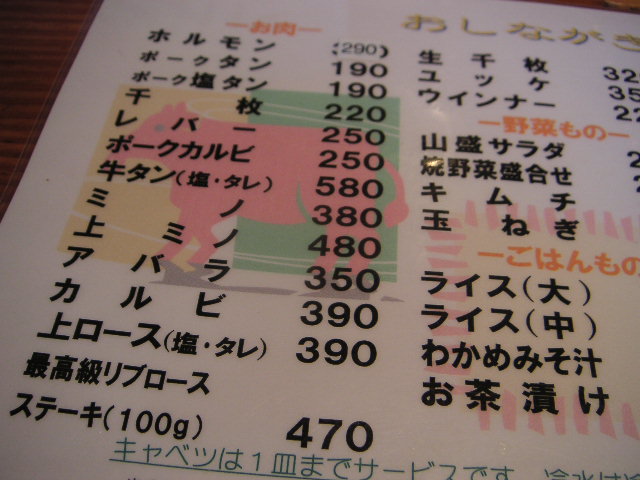 おしながき
ーお肉ー
ホルモン (290)
ポークタン 190
ポーク塩タン 190
千枚 220
レバー 250
ポークカルビ 250
牛タン(塩・タレ) 580
ミノ 380
上ミノ 480
アバラ 350
カルビ 390
上ロース(塩・タレ) 390
最高級リブロース
ステーキ(100g) 470
キャベツは1皿までサービスです
生千枚
ユッケ
ウインナー
ー野菜ものー
山盛サラダ
焼野菜盛合せ
キムチ
玉ねぎ
ーごはんもの
ライス(大)
ライス(中)
わかめみそ汁
お茶漬け